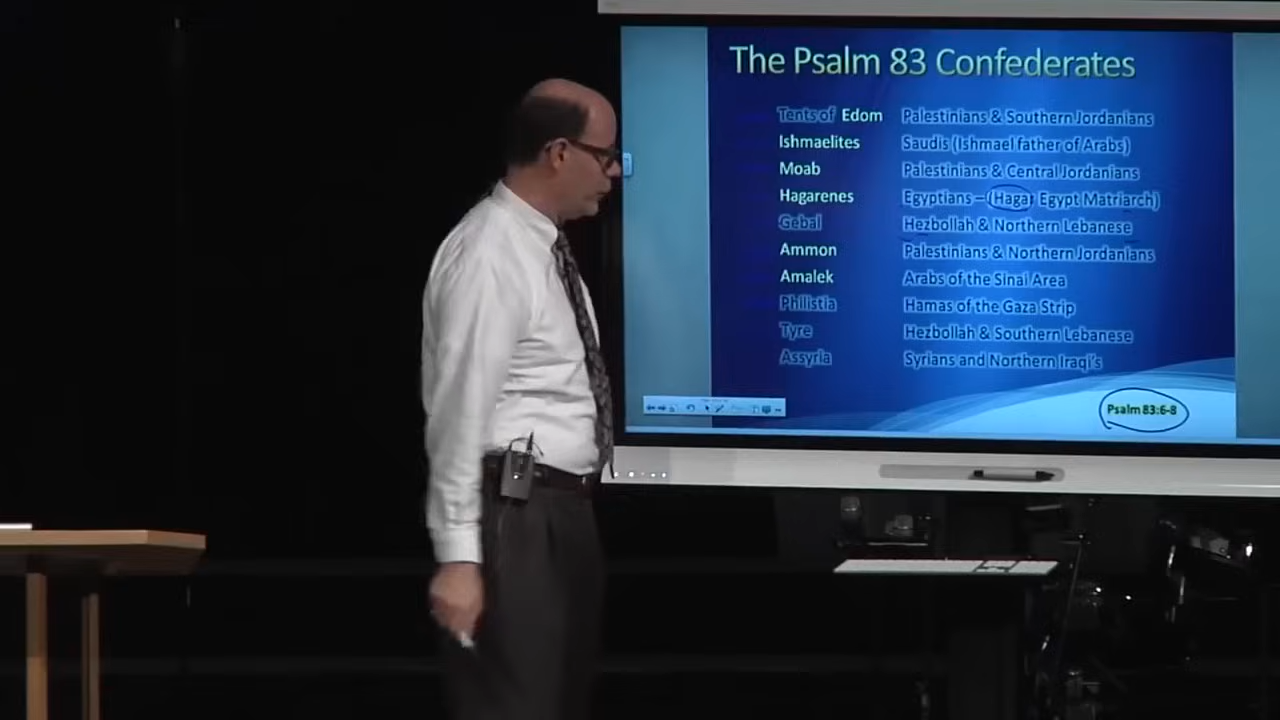 The Psalm 83 Confederates
Tents of Edom Palestinians & Southern Jordanians
Ishmaelites Saudis (Ishmael father of Arabs)
Moab Palestinians & Central Jordanians
Hagarenes Egyptians – (Haga Egypt Matriarch)
Gebal Hezbollah & Northern Lebanese
Ammon Palestinians & Northern Jordanians
Amalek Arabs of the Sinai Area
Philistia Hamas of the Gaza Strip
Tyre Hezbollah & Southern Lebanese
Assyria Syrians and Northern Iraqi's
Psalm 83:6-8